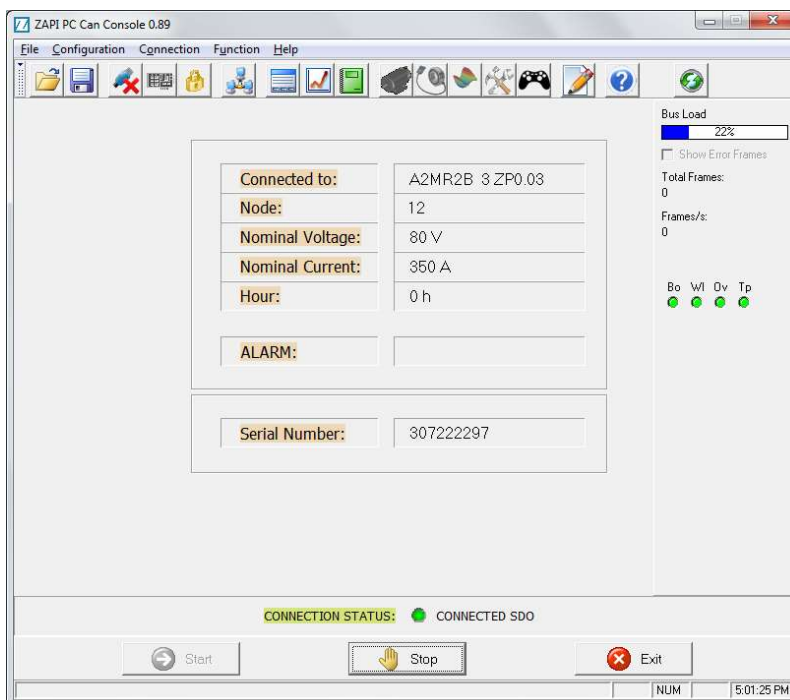 ZAPI PC Can Console 0.89
File Configuration Connection Function Help
Bus Load
22%
Show Error Frames
Total Frames:
0
Frames/s:
0
Bo Wl Ov Tp
Connected to: A2MR2B 3 ZP0.03
Node: 12
Nominal Voltage: 80 V
Nominal Current: 350 A
Hour: 0 h
ALARM:
Serial Number: 307222297
CONNECTION STATUS: CONNECTED SDO
Start Stop Exit
NUM 5:01:25 PM